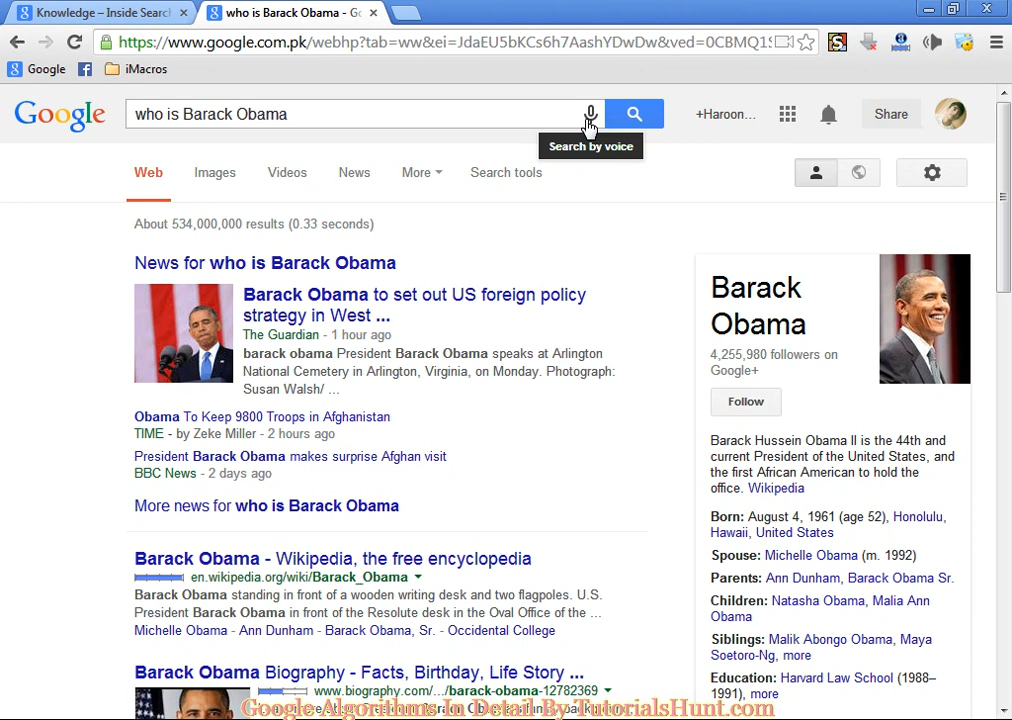 Knowledge – Inside Searc
who is Barack Obama - Go
https://www.google.com.pk/webhp?tab=ww&ei=JdaEU5bKCs6h7AashYDwDw&ved=0CBMQ1S
Google
iMacros
Google
who is Barack Obama
+Haroon...
Share
Search by voice
Web
Images
Videos
News
More
Search tools
About 534,000,000 results (0.33 seconds)
News for who is Barack Obama
Barack Obama to set out US foreign policy
strategy in West ...
The Guardian - 1 hour ago
barack obama President Barack Obama speaks at Arlington
National Cemetery in Arlington, Virginia, on Monday. Photograph:
Susan Walsh/ ...
Obama To Keep 9800 Troops in Afghanistan
TIME - by Zeke Miller - 2 hours ago
President Barack Obama makes surprise Afghan visit
BBC News - 2 days ago
More news for who is Barack Obama
Barack Obama - Wikipedia, the free encyclopedia
en.wikipedia.org/wiki/Barack_Obama
Barack Obama standing in front of a wooden writing desk and two flagpoles. U.S.
President Barack Obama in front of the Resolute desk in the Oval Office of the ...
Michelle Obama - Ann Dunham - Barack Obama, Sr. - Occidental College
Barack Obama Biography - Facts, Birthday, Life Story ...
www.biography.com/.../barack-obama-12782369
Barack
Obama
4,255,980 followers on
Google+
Follow
Barack Hussein Obama II is the 44th and
current President of the United States, and
the first African American to hold the
office. Wikipedia
Born: August 4, 1961 (age 52), Honolulu,
Hawaii, United States
Spouse: Michelle Obama (m. 1992)
Parents: Ann Dunham, Barack Obama Sr.
Children: Natasha Obama, Malia Ann
Obama
Siblings: Malik Abongo Obama, Maya
Soetoro-Ng, more
Education: Harvard Law School (1988–
1991), more
Google Algorithms In Detail By TutorialsHunt.com